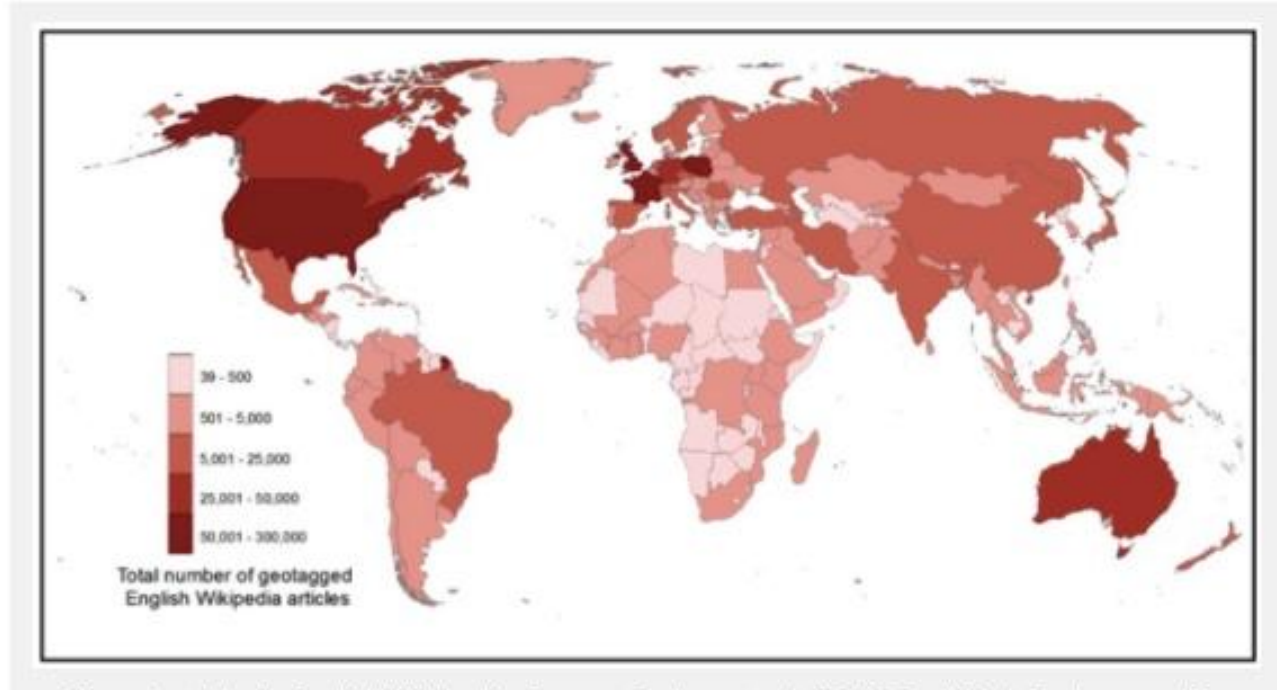 39 - 500
501 - 5,000
5,001 - 25,000
25,001 - 50,000
50,001 - 300,000
Total number of geotagged
English Wikipedia articles